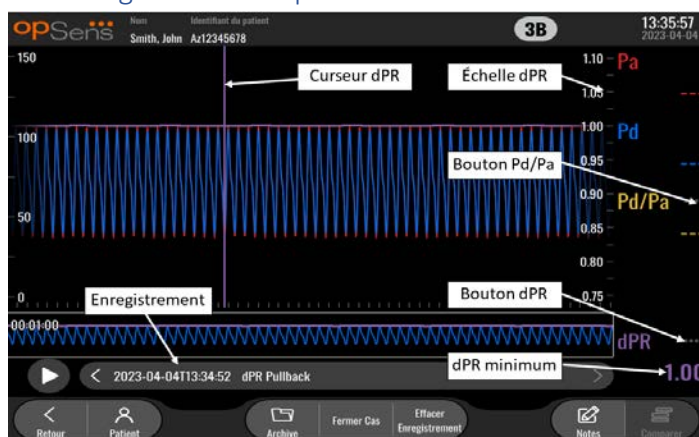 opSens
Nom
Identifiant du patient
Smith, John
Az12345678
3B
13:35:57
2023-04-04
150
100
50
0
Curseur dPR
Échelle dPR
1.10
1.05
1.00
0.95
0.90
0.85
0.80
0.75
Pa
Pd
Bouton Pd/Pa
Pd/Pa
Enregistrement
Bouton dPR
00:01:00
dPR
dPR minimum
1.00
2023-04-04T13:34:52 dPR Pullback
Retour
Patient
Archive
Fermer Cas
Effacer
Enregistrement
Notes
Comparer